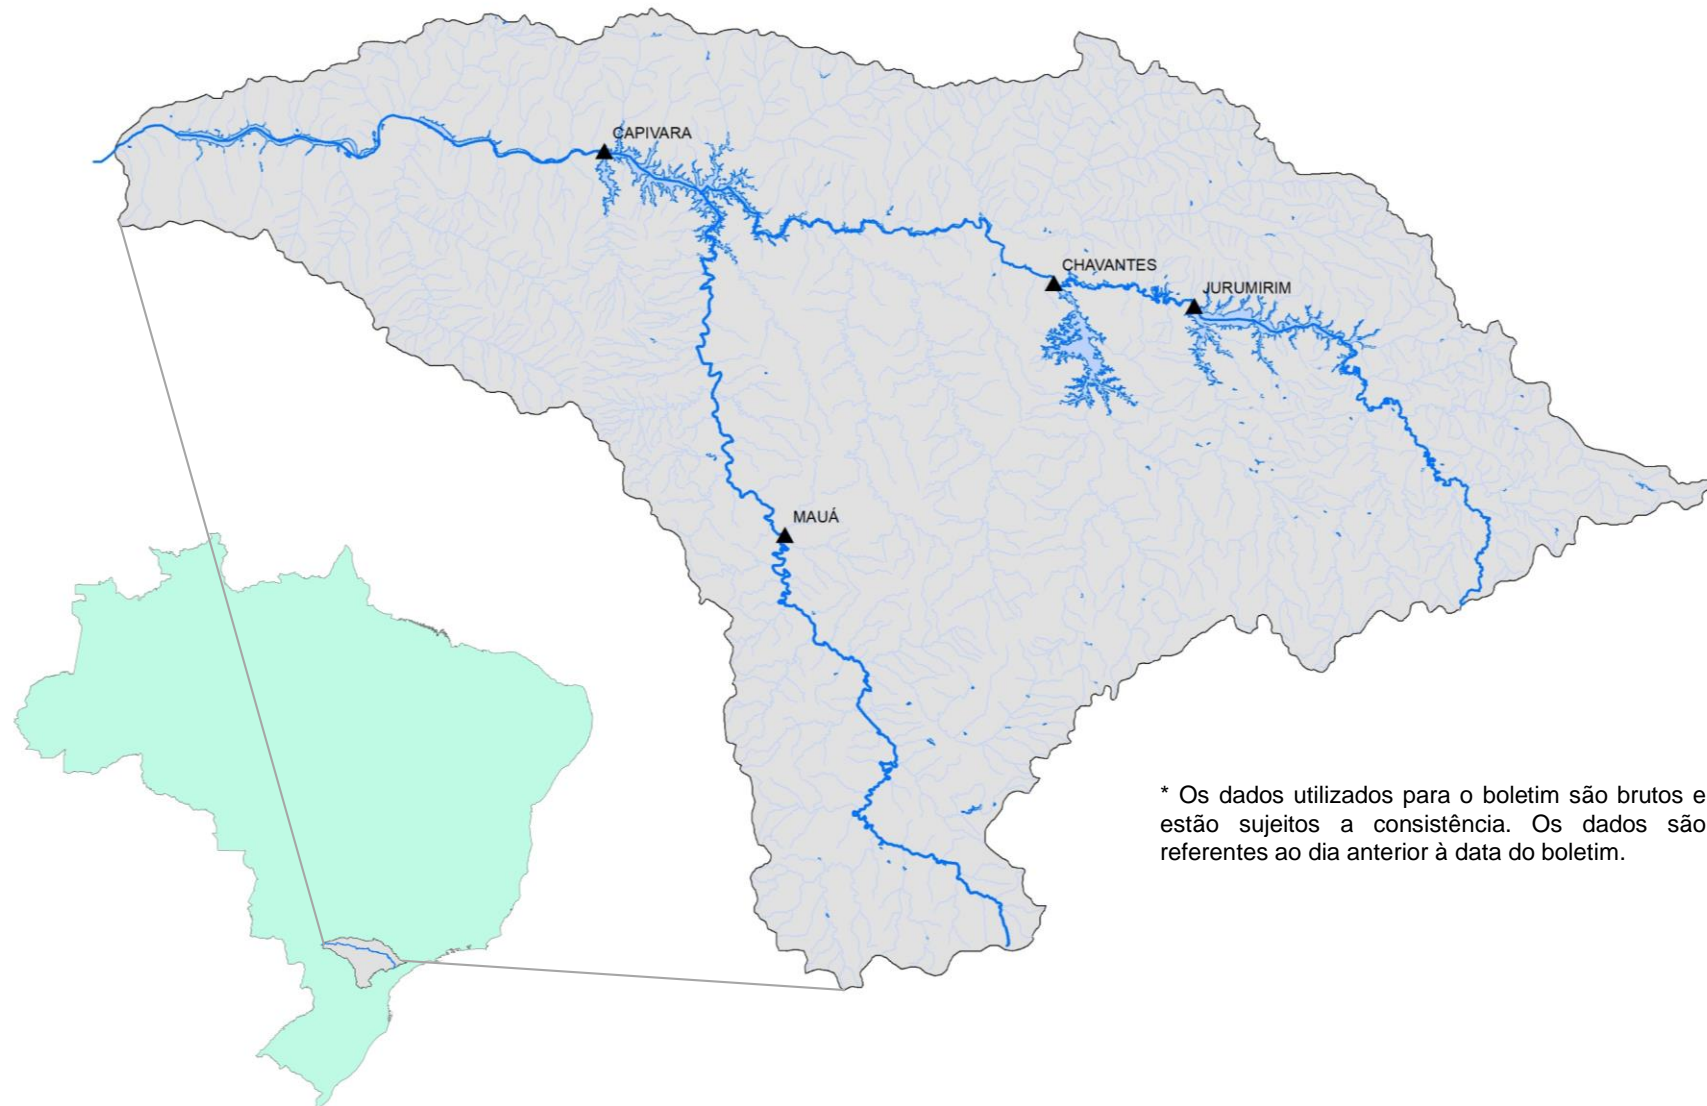 CAPIVARA
CHAVANTES
JURUMIRIM
MAUÁ
* Os dados utilizados para o boletim são brutos e
estão sujeitos a consistência. Os dados são
referentes ao dia anterior à data do boletim.